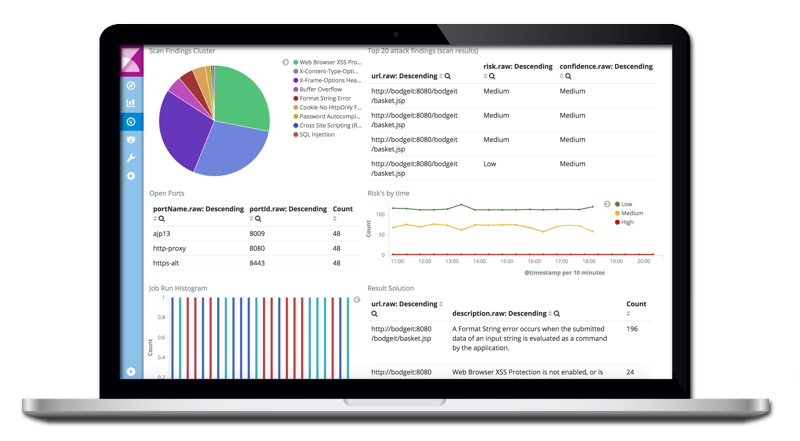 Scan Findings Cluster
Web Browser XSS Pro...
X-Content-Type-Opti...
X-Frame-Options Hea...
Buffer Overflow
Format String Error
Cookie No HttpOnly F...
Password Autocompl...
Cross Site Scripting (R...
SQL Injection
Top 20 attack findings (scan results)
url.raw: Descending
risk.raw: Descending
confidence.raw: Descending
http://bodgeit:8080/bodgeit
/basket.jsp
Medium
Medium
http://bodgeit:8080/bodgeit
/basket.jsp
Medium
Medium
http://bodgeit:8080/bodgeit
/basket.jsp
Medium
Medium
http://bodgeit:8080/bodgeit
/basket.jsp
Low
Medium
Open Ports
portName.raw: Descending
portId.raw: Descending
Count
ajp13
8009
48
http-proxy
8080
48
https-alt
8443
48
Risk's by time
Count
100
50
0
11:00 12:00 13:00 14:00 15:00 16:00 17:00 18:00 19:00 20:00
@timestamp per 10 minutes
Low
Medium
High
Job Run Histogram
Count
1
0.8
0.6
0.4
0.2
Result Solution
url.raw: Descending
description.raw: Descending
Count
http://bodgeit:8080
/bodgeit/basket.jsp
A Format String error occurs when the submitted
data of an input string is evaluated as a command
by the application.
196
http://bodgeit:8080
Web Browser XSS Protection is not enabled, or is
24